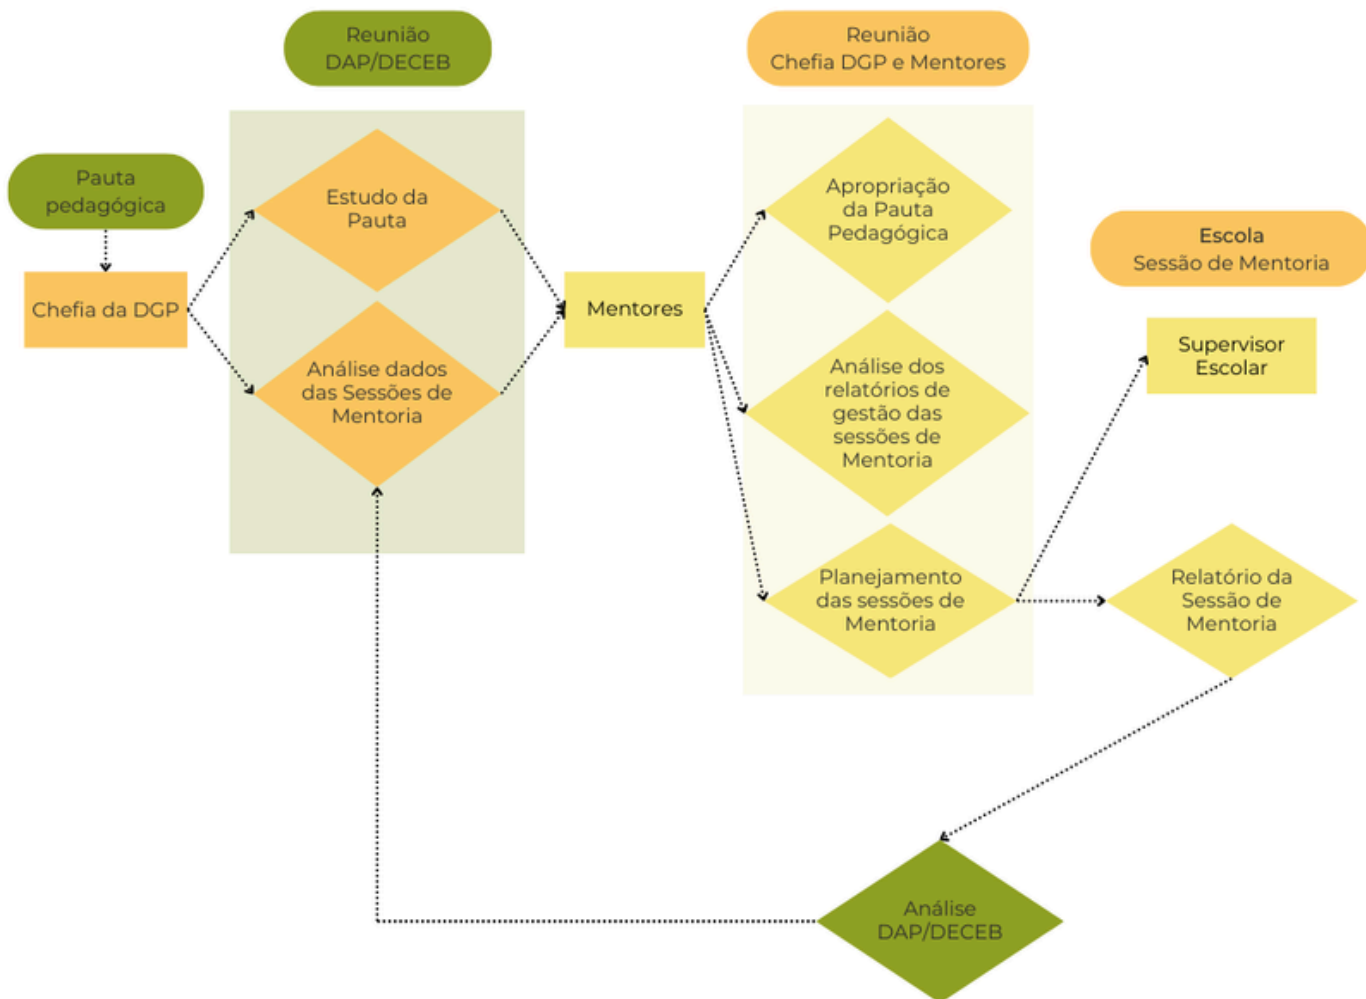 Reunião
DAP/DECEB
Reunião
Chefia DGP e Mentores
Pauta
pedagógica
Chefia da DGP
Estudo da
Pauta
Análise dados
das Sessões de
Mentoria
Mentores
Apropriação
da Pauta
Pedagógica
Análise dos
relatórios de
gestão das
sessões de
Mentoria
Planejamento
das sessões de
Mentoria
Escola
Sessão de Mentoria
Supervisor
Escolar
Relatório da
Sessão de
Mentoria
Análise
DAP/DECEB